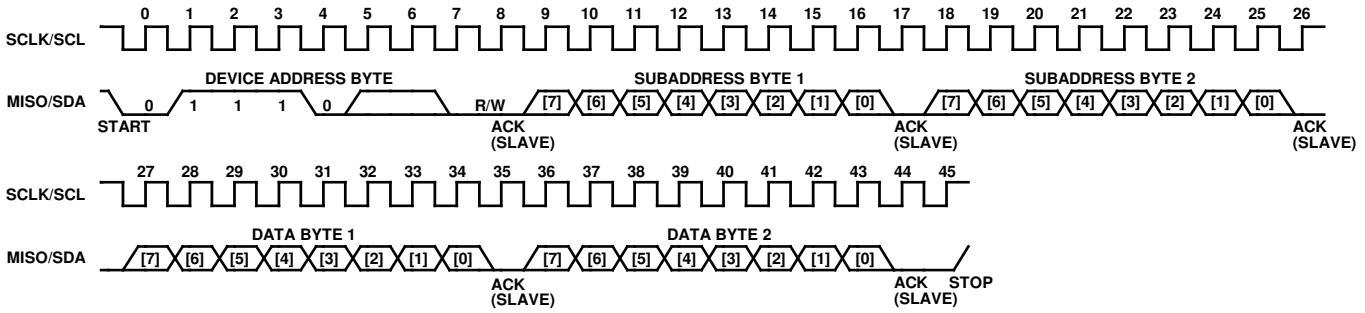 0 1 2 3 4 5 6 7 8 9 10 11 12 13 14 15 16 17 18 19 20 21 22 23 24 25 26
SCLK/SCL
DEVICE ADDRESS BYTE SUBADDRESS BYTE 1 SUBADDRESS BYTE 2
MISO/SDA 0 1 1 1 0 R/W [7] [6] [5] [4] [3] [2] [1] [0] [7] [6] [5] [4] [3] [2] [1] [0]
START ACK (SLAVE) ACK (SLAVE) ACK (SLAVE)
27 28 29 30 31 32 33 34 35 36 37 38 39 40 41 42 43 44 45
SCLK/SCL
DATA BYTE 1 DATA BYTE 2
MISO/SDA [7] [6] [5] [4] [3] [2] [1] [0] [7] [6] [5] [4] [3] [2] [1] [0]
ACK (SLAVE) ACK (SLAVE) STOP